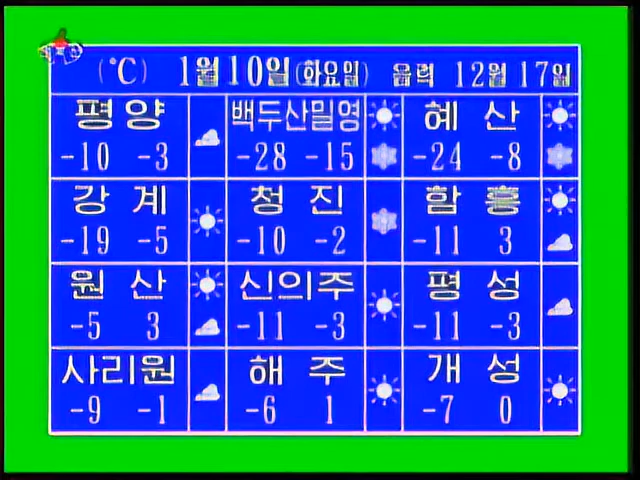 (℃) 1월 10일 (화요일) 음력 12월 17일
평양 백두산밀영 혜산
-10 -3 -28 -15 -24 -8
강계 청진 함흥
-19 -5 -10 -2 -11 3
원산 신의주 평성
-5 3 -11 -3 -11 -3
사리원 해주 개성
-9 -1 -6 1 -7 0